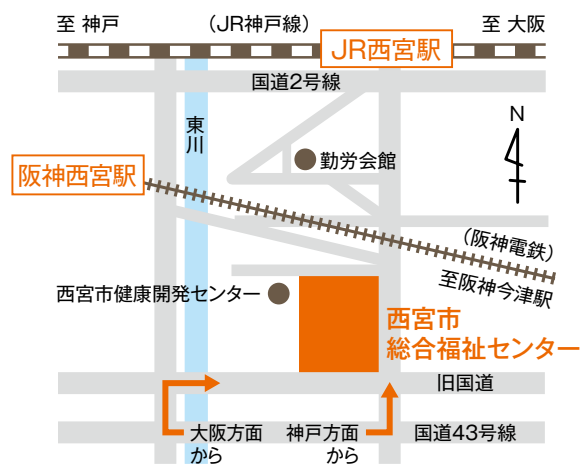 至 神戸
(JR神戸線)
至 大阪
JR西宮駅
国道2号線
東川
N
勤労会館
阪神西宮駅
(阪神電鉄)
至阪神今津駅
西宮市健康開発センター
西宮市
総合福祉センター
旧国道
大阪方面
から
神戸方面
から
国道43号線